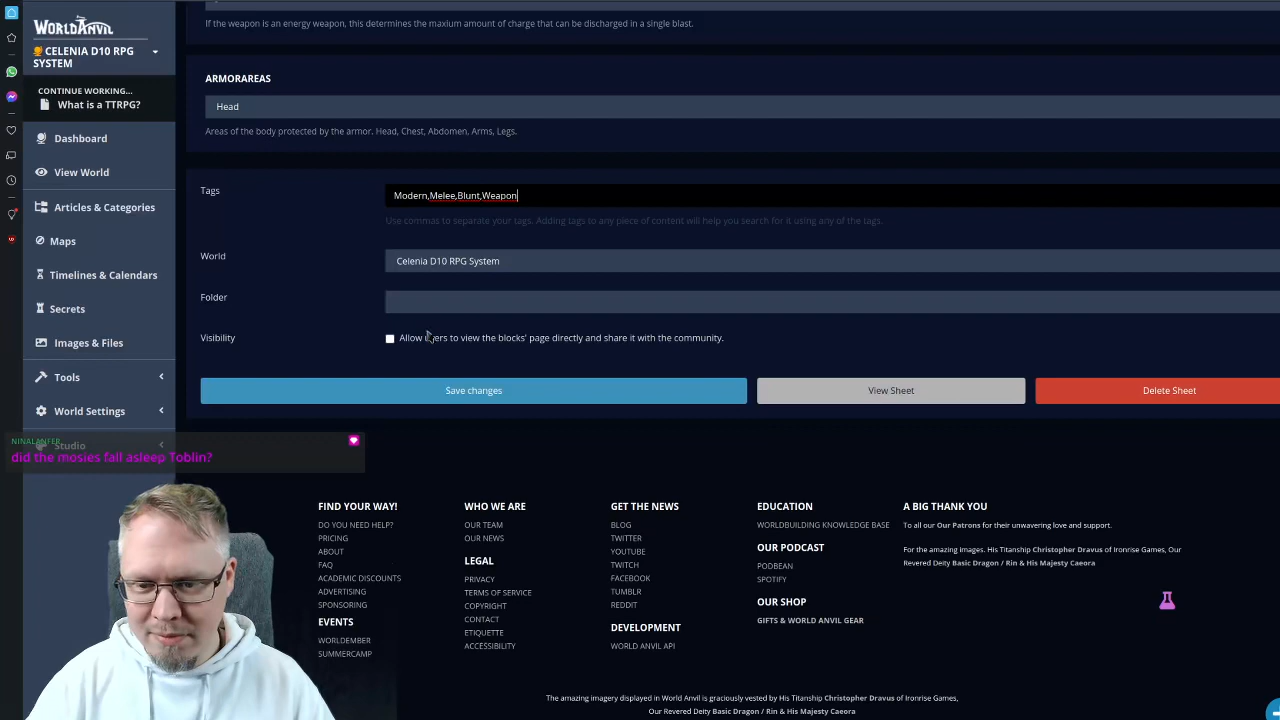 WORLDANVIL
CELENIA D10 RPG
SYSTEM
CONTINUE WORKING...
What is a TTRPG?
Dashboard
View World
Articles & Categories
Maps
Timelines & Calendars
Secrets
Images & Files
Tools
World Settings
Studio
If the weapon is an energy weapon, this determines the maxium amount of charge that can be discharged in a single blast.
ARMORAREAS
Head
Areas of the body protected by the armor. Head, Chest, Abdomen, Arms, Legs.
Tags
Modern,Melee,Blunt,Weapon
Use commas to separate your tags. Adding tags to any piece of content will help you search for it using any of the tags.
World
Celenia D10 RPG System
Folder
Visibility
Allow users to view the blocks' page directly and share it with the community.
Save changes
View Sheet
Delete Sheet
NINALANFER
did the mosies fall asleep Toblin?
FIND YOUR WAY!
DO YOU NEED HELP?
PRICING
ABOUT
FAQ
ACADEMIC DISCOUNTS
ADVERTISING
SPONSORING
EVENTS
WORLDEMBER
SUMMERCAMP
WHO WE ARE
OUR TEAM
OUR NEWS
LEGAL
PRIVACY
TERMS OF SERVICE
COPYRIGHT
CONTACT
ETIQUETTE
ACCESSIBILITY
GET THE NEWS
BLOG
TWITTER
YOUTUBE
TWITCH
FACEBOOK
TUMBLR
REDDIT
DEVELOPMENT
WORLD ANVIL API
EDUCATION
WORLDBUILDING KNOWLEDGE BASE
OUR PODCAST
PODBEAN
SPOTIFY
OUR SHOP
GIFTS & WORLD ANVIL GEAR
A BIG THANK YOU
To all our Our Patrons for their unwavering love and support.
For the amazing images. His Titanship Christopher Dravus of Ironrise Games, Our
Revered Deity Basic Dragon / Rin & His Majesty Caeora
The amazing imagery displayed in World Anvil is graciously vested by His Titanship Christopher Dravus of Ironrise Games,
Our Revered Deity Basic Dragon / Rin & His Majesty Caeora